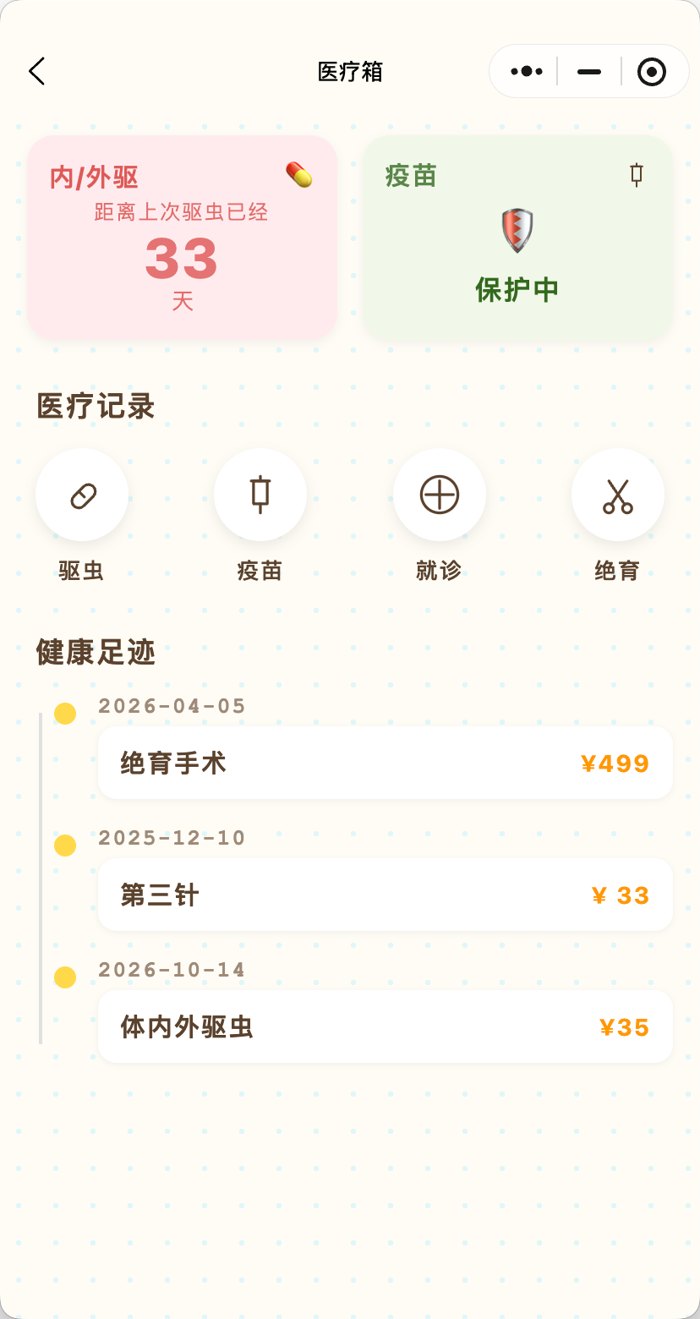 医疗箱
内/外驱
距离上次驱虫已经
33
天
疫苗
保护中
医疗记录
驱虫
疫苗
就诊
绝育
健康足迹
2026-04-05
绝育手术 ¥499
2025-12-10
第三针 ¥ 33
2026-10-14
体内外驱虫 ¥35